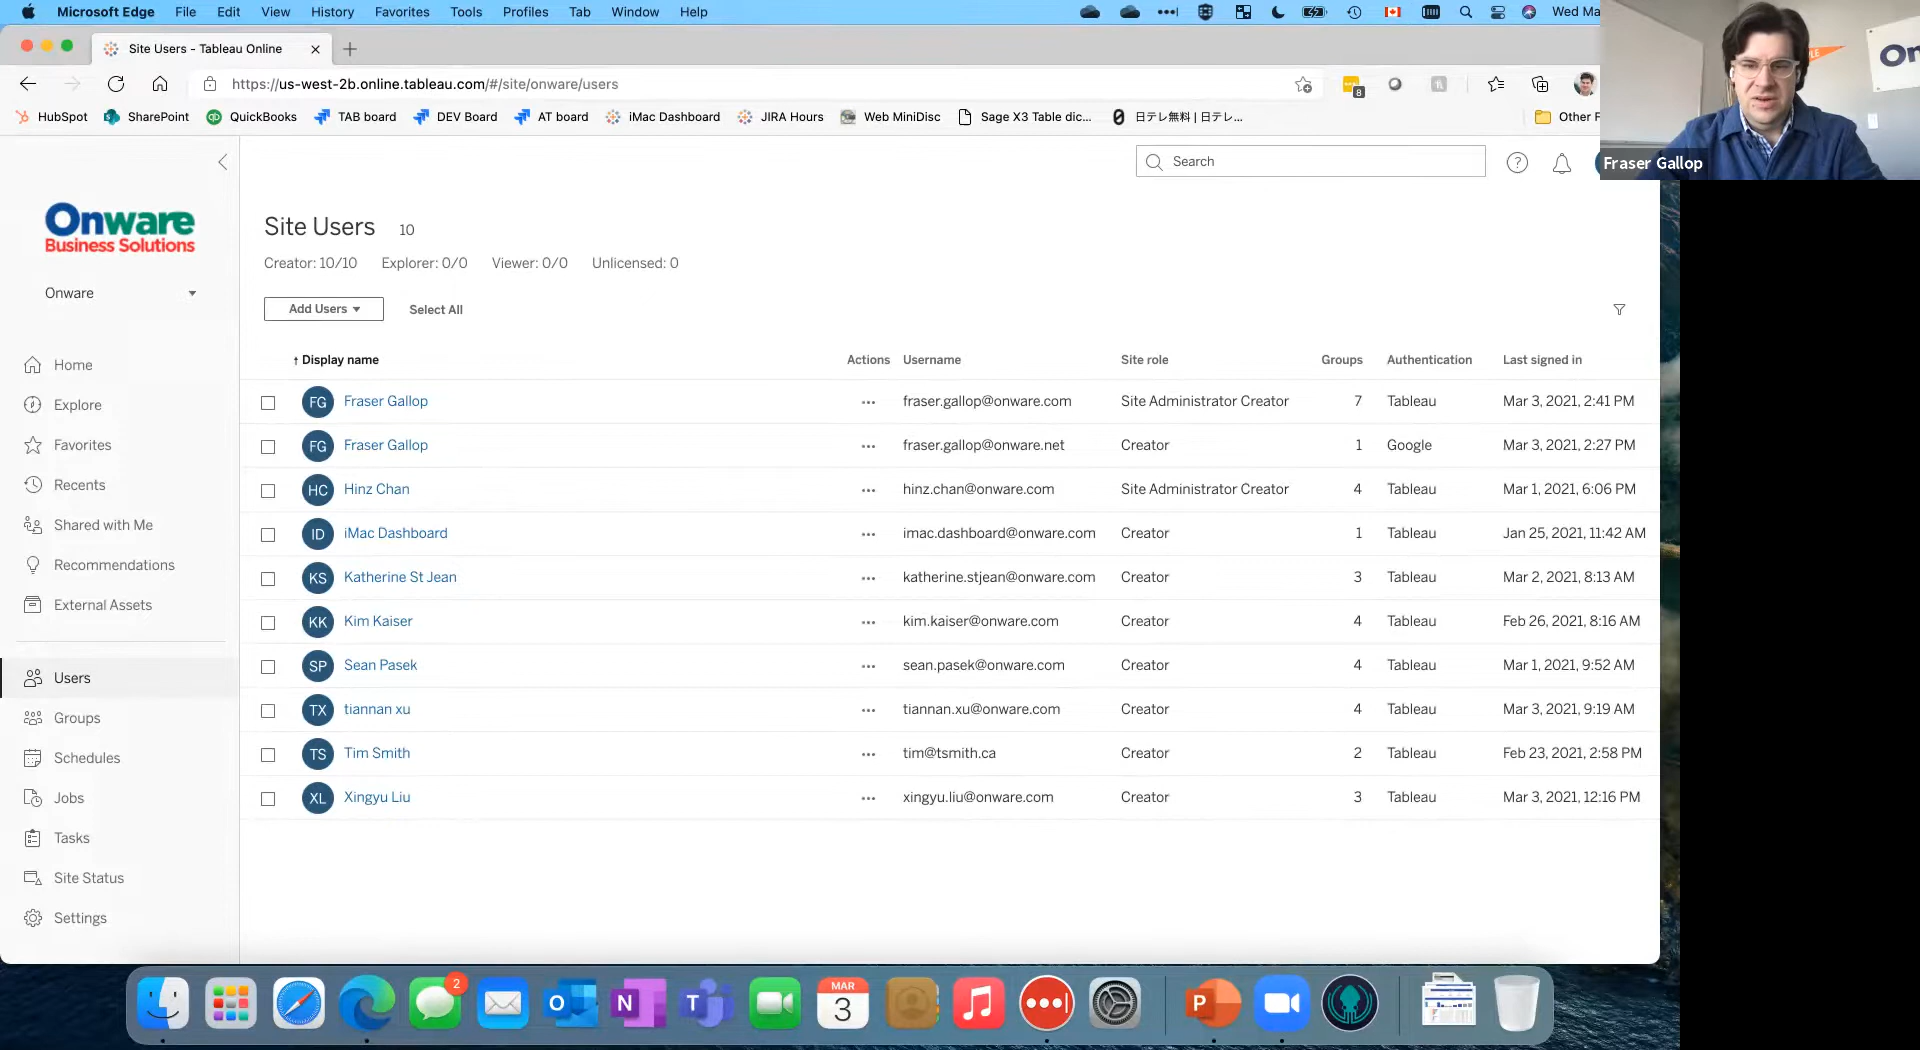 Microsoft Edge File Edit View History Favorites Tools Profiles Tab Window Help Wed Ma
Site Users - Tableau Online
https://us-west-2b.online.tableau.com/#/site/onware/users
8
HubSpot SharePoint QuickBooks TAB board DEV Board AT board iMac Dashboard JIRA Hours Web MiniDisc Sage X3 Table dic... 日テレ無料 | 日テレ... Other F
On
Fraser Gallop
Onware
Business Solutions
Onware
Home
Explore
Favorites
Recents
Shared with Me
Recommendations
External Assets
Users
Groups
Schedules
Jobs
Tasks
Site Status
Settings
Search
Site Users 10
Creator: 10/10 Explorer: 0/0 Viewer: 0/0 Unlicensed: 0
Add Users Select All
↑ Display name Actions Username Site role Groups Authentication Last signed in
FG Fraser Gallop ... fraser.gallop@onware.com Site Administrator Creator 7 Tableau Mar 3, 2021, 2:41 PM
FG Fraser Gallop ... fraser.gallop@onware.net Creator 1 Google Mar 3, 2021, 2:27 PM
HC Hinz Chan ... hinz.chan@onware.com Site Administrator Creator 4 Tableau Mar 1, 2021, 6:06 PM
ID iMac Dashboard ... imac.dashboard@onware.com Creator 1 Tableau Jan 25, 2021, 11:42 AM
KS Katherine St Jean ... katherine.stjean@onware.com Creator 3 Tableau Mar 2, 2021, 8:13 AM
KK Kim Kaiser ... kim.kaiser@onware.com Creator 4 Tableau Feb 26, 2021, 8:16 AM
SP Sean Pasek ... sean.pasek@onware.com Creator 4 Tableau Mar 1, 2021, 9:52 AM
TX tiannan xu ... tiannan.xu@onware.com Creator 4 Tableau Mar 3, 2021, 9:19 AM
TS Tim Smith ... tim@tsmith.ca Creator 2 Tableau Feb 23, 2021, 2:58 PM
XL Xingyu Liu ... xingyu.liu@onware.com Creator 3 Tableau Mar 3, 2021, 12:16 PM
2
O
N
T
MAR
3
P